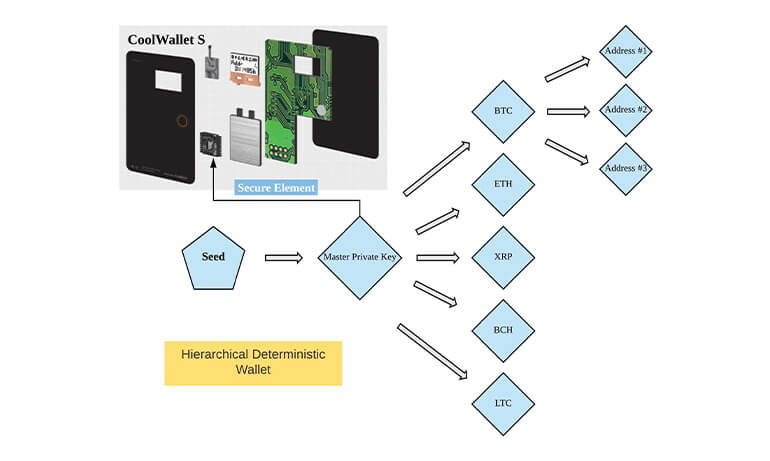 CoolWallet S
Secure Element
Seed
Master Private Key
BTC
ETH
XRP
BCH
LTC
Address #1
Address #2
Address #3
Hierarchical Deterministic
Wallet